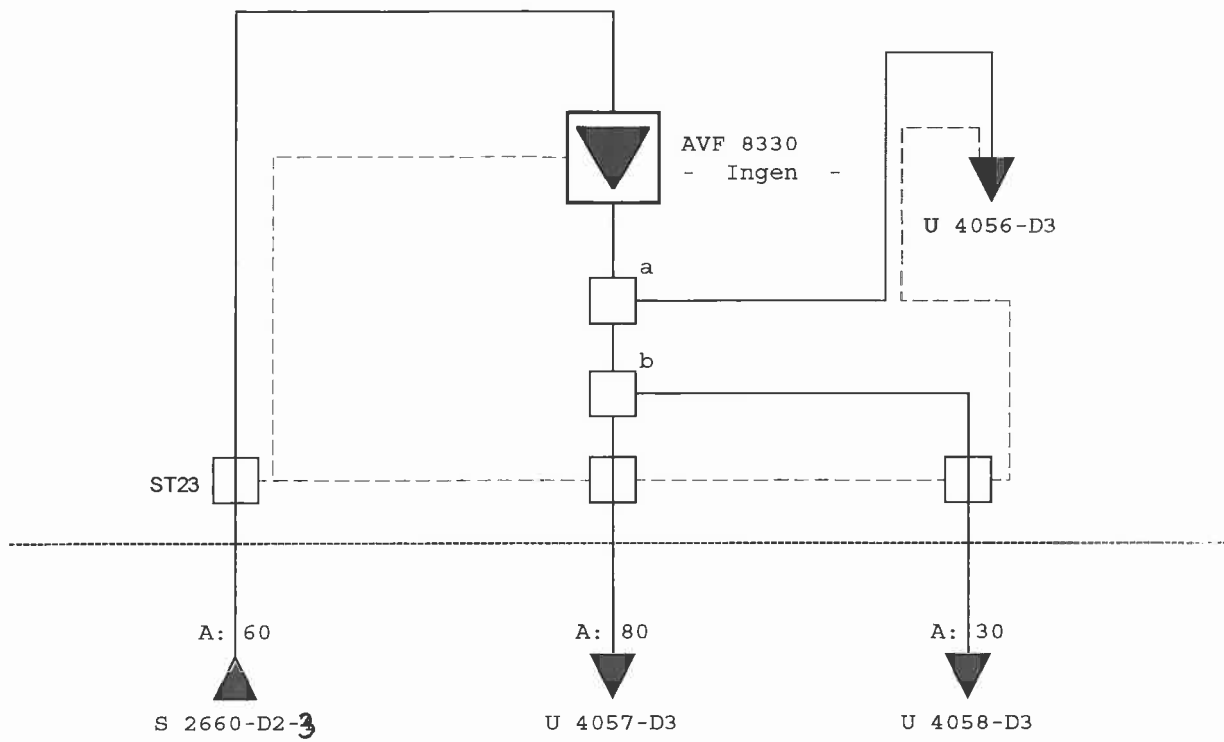 AVF 8330
- Ingen -
U 4056-D3
a
b
ST23
A: 60
A: 80
A: 30
S 2660-D2-3
U 4057-D3
U 4058-D3